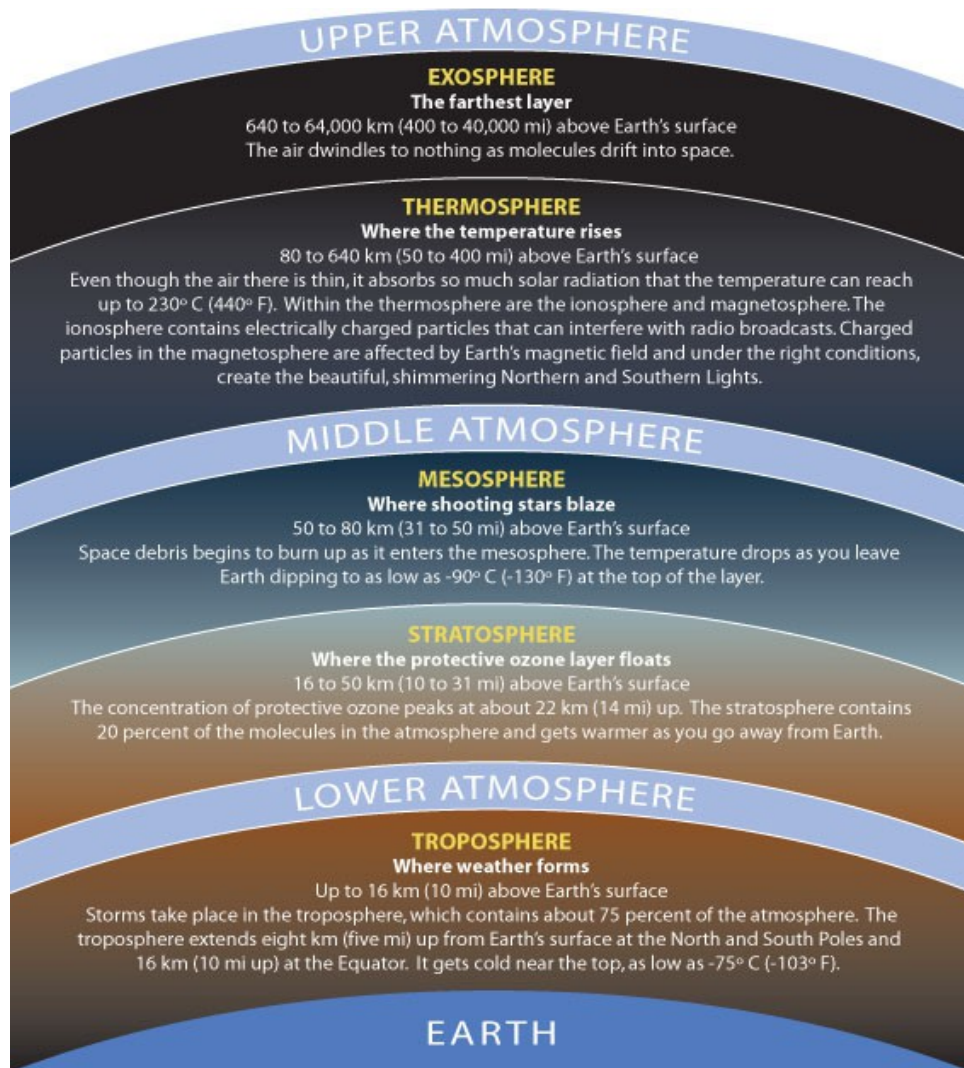 UPPER ATMOSPHERE
EXOSPHERE
The farthest layer
640 to 64,000 km (400 to 40,000 mi) above Earth's surface
The air dwindles to nothing as molecules drift into space.
THERMOSPHERE
Where the temperature rises
80 to 640 km (50 to 400 mi) above Earth's surface
Even though the air there is thin, it absorbs so much solar radiation that the temperature can reach
up to 230º C (440º F). Within the thermosphere are the ionosphere and magnetosphere. The
ionosphere contains electrically charged particles that can interfere with radio broadcasts. Charged
particles in the magnetosphere are affected by Earth's magnetic field and under the right conditions,
create the beautiful, shimmering Northern and Southern Lights.
MIDDLE ATMOSPHERE
MESOSPHERE
Where shooting stars blaze
50 to 80 km (31 to 50 mi) above Earth's surface
Space debris begins to burn up as it enters the mesosphere. The temperature drops as you leave
Earth dipping to as low as -90º C (-130º F) at the top of the layer.
STRATOSPHERE
Where the protective ozone layer floats
16 to 50 km (10 to 31 mi) above Earth's surface
The concentration of protective ozone peaks at about 22 km (14 mi) up. The stratosphere contains
20 percent of the molecules in the atmosphere and gets warmer as you go away from Earth.
LOWER ATMOSPHERE
TROPOSPHERE
Where weather forms
Up to 16 km (10 mi) above Earth's surface
Storms take place in the troposphere, which contains about 75 percent of the atmosphere. The
troposphere extends eight km (five mi) up from Earth's surface at the North and South Poles and
16 km (10 mi up) at the Equator. It gets cold near the top, as low as -75º C (-103º F).
EARTH